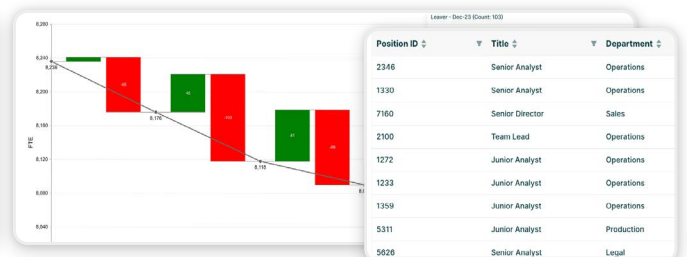 Leaver - Dec-23 (Count: 103)
8,280
8,240
8,200
8,160
8,120
8,080
8,040
FTE
8,236
8,176
8,118
-65
-103
Position ID Title Department
2346 Senior Analyst Operations
1330 Senior Analyst Operations
7160 Senior Director Sales
2100 Team Lead Operations
1272 Junior Analyst Operations
1233 Junior Analyst Operations
1359 Junior Analyst Operations
5311 Junior Analyst Production
5626 Senior Analyst Legal